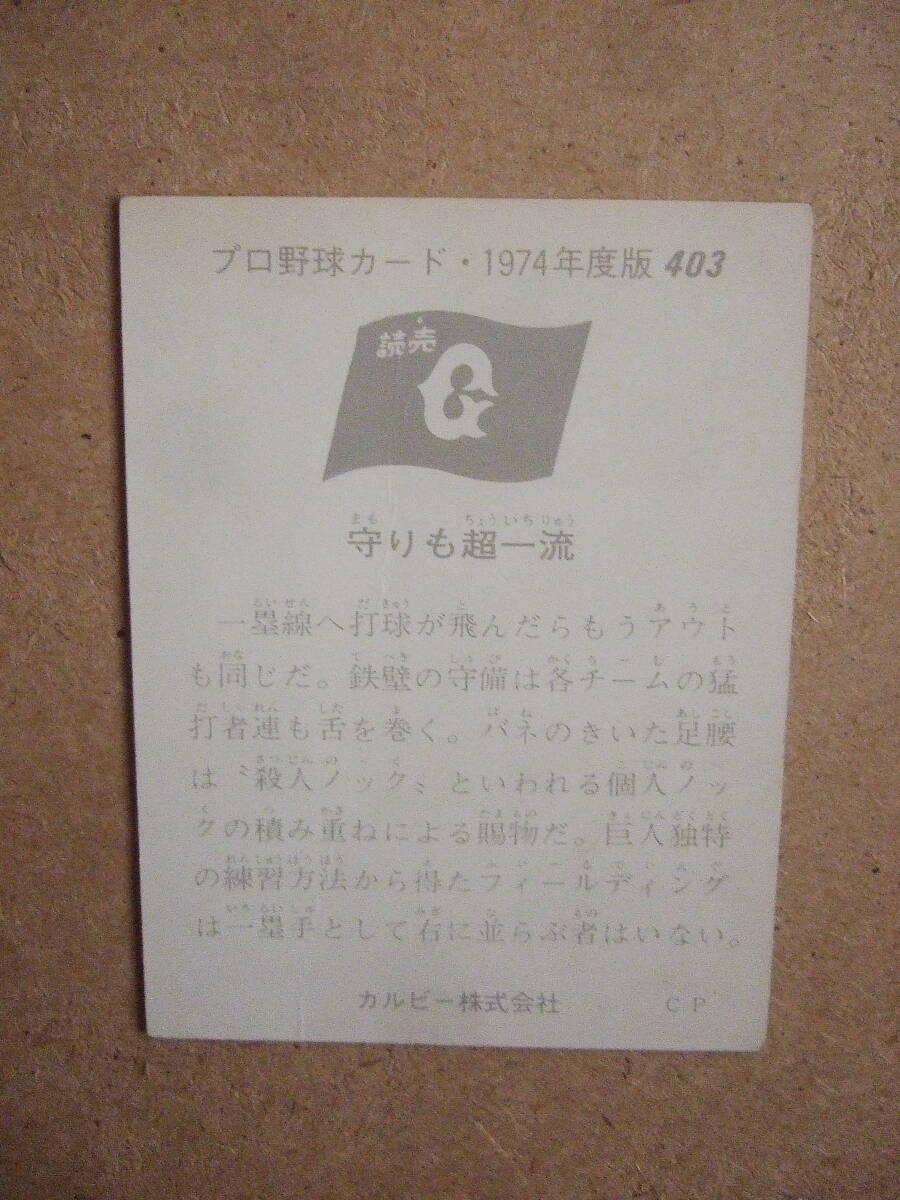 プロ野球カード・1974年度版 403
読売
G
守りも超一流
一塁線へ打球が飛んだらもうアウト
も同じだ。鉄壁の守備は各チームの猛
打者連も舌を巻く。バネのきいた足腰
は〝殺人ノック〟といわれる個人ノッ
クの積み重ねによる賜物だ。巨人独特
の練習方法から得たフィールディング
は一塁手として右に並らぶ者はいない。
カルビー株式会社 CP